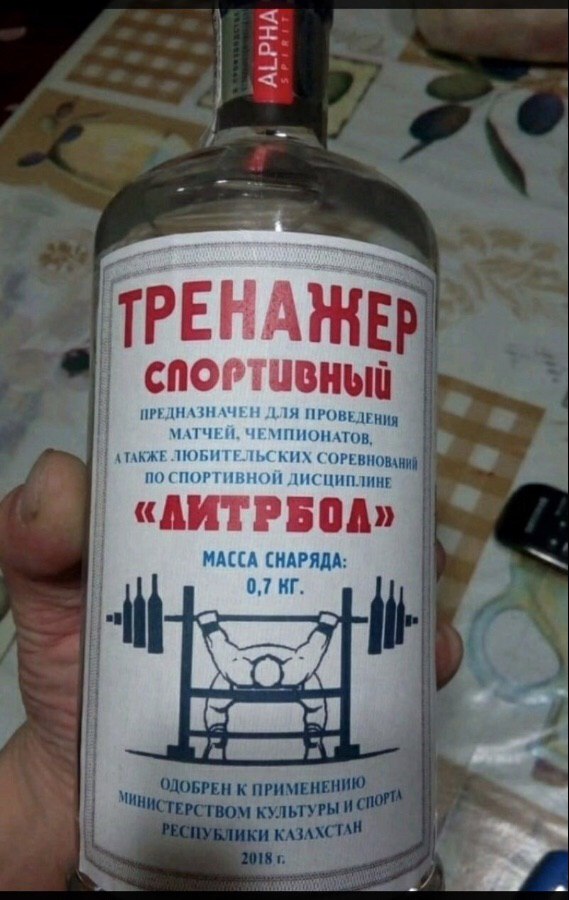 ALPHA
SPIRIT
ТРЕНАЖЕР
СПОРТИВНЫЙ
ПРЕДНАЗНАЧЕН ДЛЯ ПРОВЕДЕНИЯ
МАТЧЕЙ, ЧЕМПИОНАТОВ,
А ТАКЖЕ ЛЮБИТЕЛЬСКИХ СОРЕВНОВАНИЙ
ПО СПОРТИВНОЙ ДИСЦИПЛИНЕ
«ЛИТРБОЛ»
МАССА СНАРЯДА:
0,7 КГ.
ОДОБРЕН К ПРИМЕНЕНИЮ
МИНИСТЕРСТВОМ КУЛЬТУРЫ И СПОРТА
РЕСПУБЛИКИ КАЗАХСТАН
2018 г.